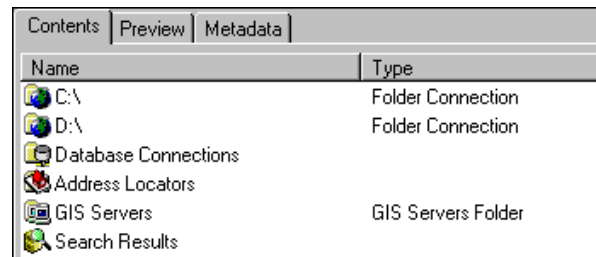 Contents Preview Metadata
Name Type
C:\ Folder Connection
D:\ Folder Connection
Database Connections
Address Locators
GIS Servers GIS Servers Folder
Search Results